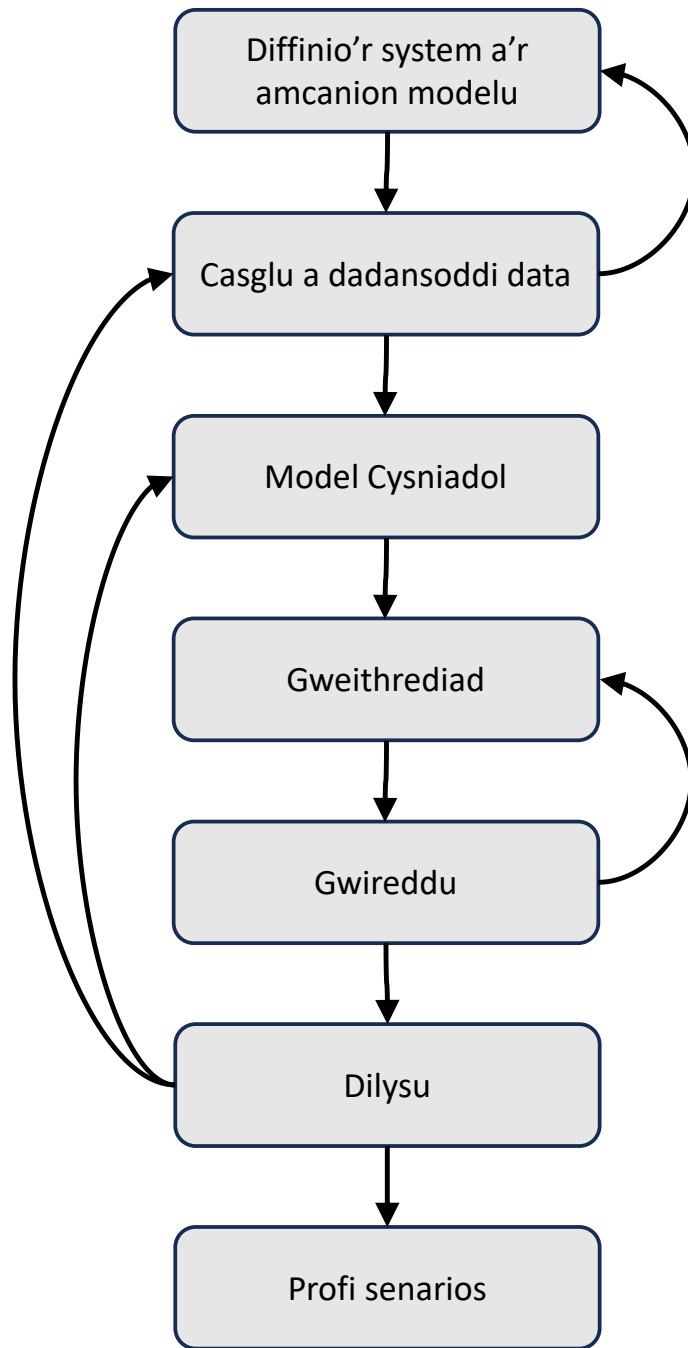 Diffinio’r system a’r
amcanion modelu
Casglu a dadansoddi data
Model Cysniadol
Gweithrediad
Gwireddu
Dilysu
Profi senarios